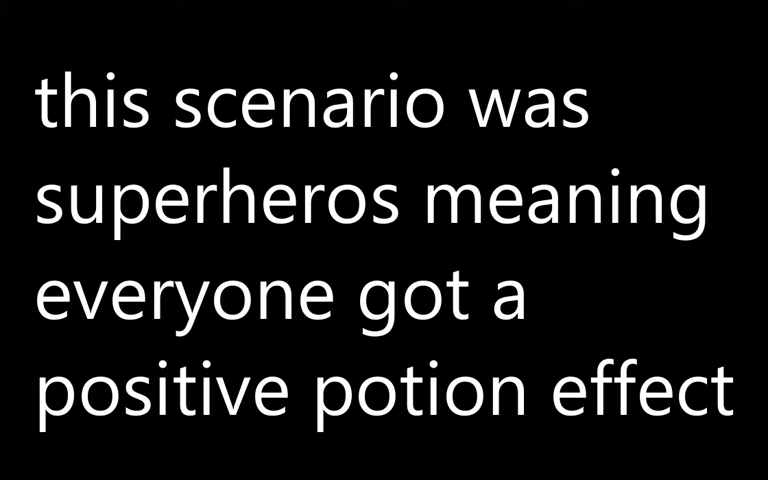 this scenario was
superheros meaning
everyone got a
positive potion effect